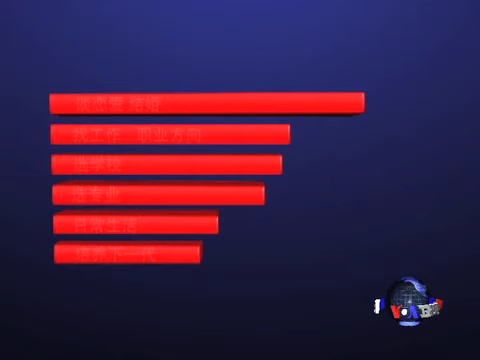 谈恋爱 结婚
找工作 职业方向
选学校
选专业
日常生活
培养下一代
VOA